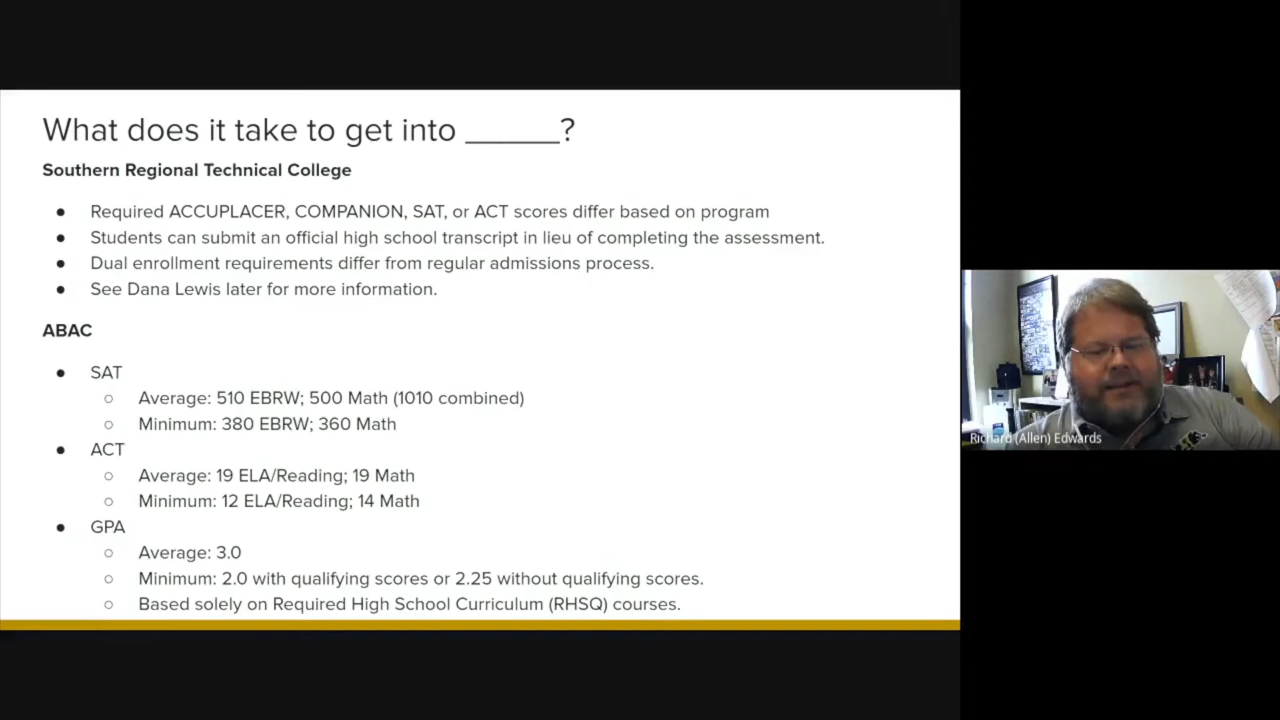 What does it take to get into ______?
Southern Regional Technical College
● Required ACCUPLACER, COMPANION, SAT, or ACT scores differ based on program
● Students can submit an official high school transcript in lieu of completing the assessment.
● Dual enrollment requirements differ from regular admissions process.
● See Dana Lewis later for more information.
ABAC
● SAT
○ Average: 510 EBRW; 500 Math (1010 combined)
○ Minimum: 380 EBRW; 360 Math
● ACT
○ Average: 19 ELA/Reading; 19 Math
○ Minimum: 12 ELA/Reading; 14 Math
● GPA
○ Average: 3.0
○ Minimum: 2.0 with qualifying scores or 2.25 without qualifying scores.
○ Based solely on Required High School Curriculum (RHSQ) courses.
Richard (Allen) Edwards